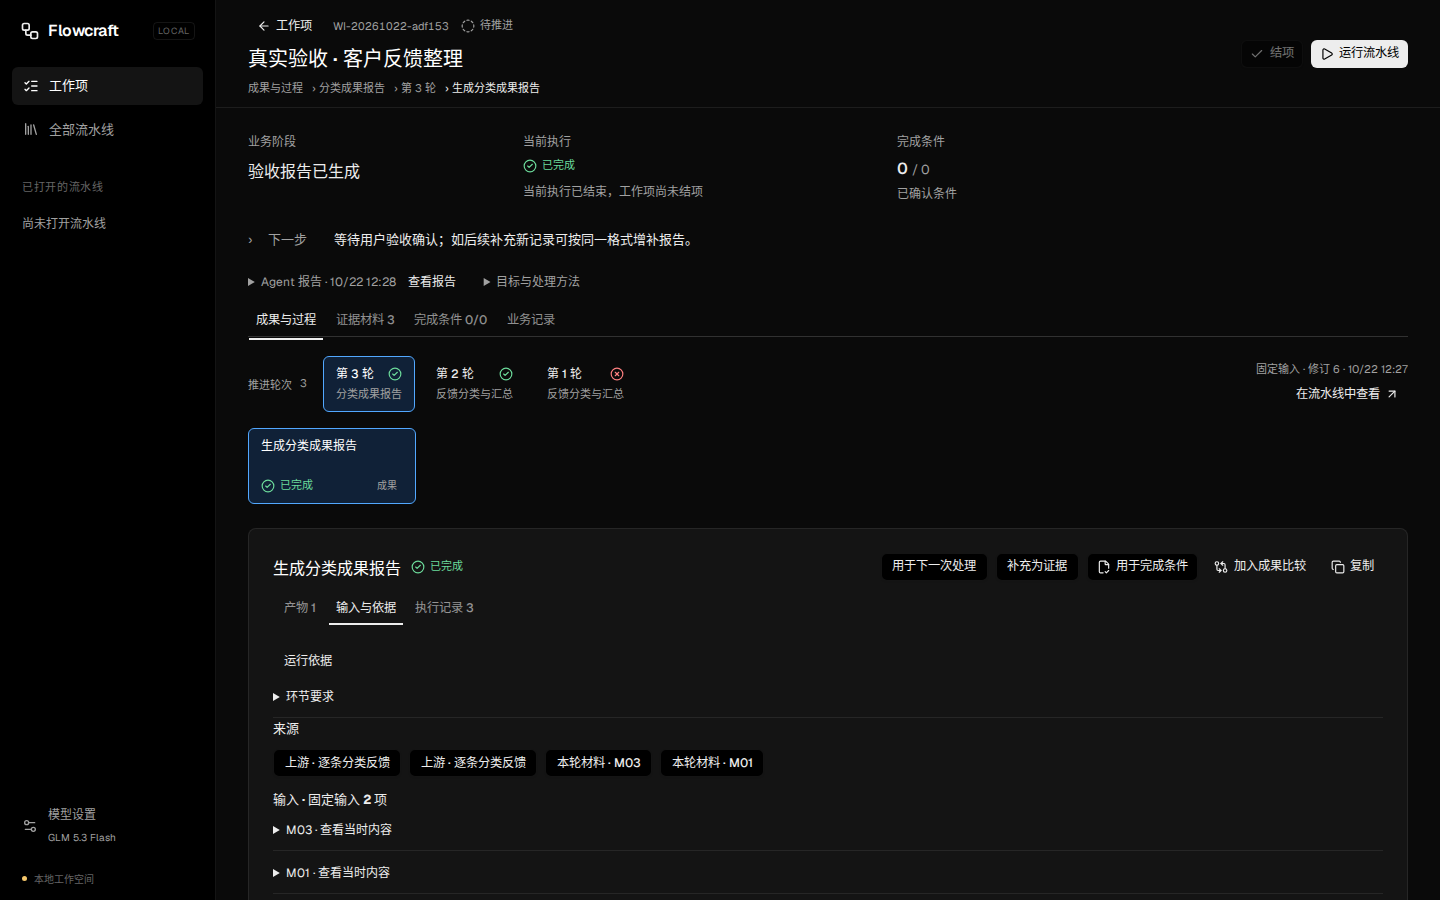 Flowcraft LOCAL
工作项
全部流水线
已打开的流水线
尚未打开流水线
模型设置
GLM 5.3 Flash
本地工作空间
工作项 WI-20261022-adf153 待推进
真实验收 · 客户反馈整理
成果与过程 › 分类成果报告 › 第 3 轮 › 生成分类成果报告
结项 运行流水线
业务阶段
验收报告已生成
当前执行
已完成
当前执行已结束，工作项尚未结项
完成条件
0 / 0
已确认条件
› 下一步 等待用户验收确认；如后续补充新记录可按同一格式增补报告。
Agent 报告 · 10/22 12:28 查看报告 目标与处理方法
成果与过程 证据材料 3 完成条件 0/0 业务记录
推进轮次 3
第 3 轮
分类成果报告
第 2 轮
反馈分类与汇总
第 1 轮
反馈分类与汇总
固定输入 · 修订 6 · 10/22 12:27
在流水线中查看
生成分类成果报告
已完成 成果
生成分类成果报告 已完成
用于下一次处理 补充为证据 用于完成条件 加入成果比较 复制
产物 1 输入与依据 执行记录 3
运行依据
环节要求
来源
上游 · 逐条分类反馈 上游 · 逐条分类反馈 本轮材料 · M03 本轮材料 · M01
输入 · 固定输入 2 项
M03 · 查看当时内容
M01 · 查看当时内容